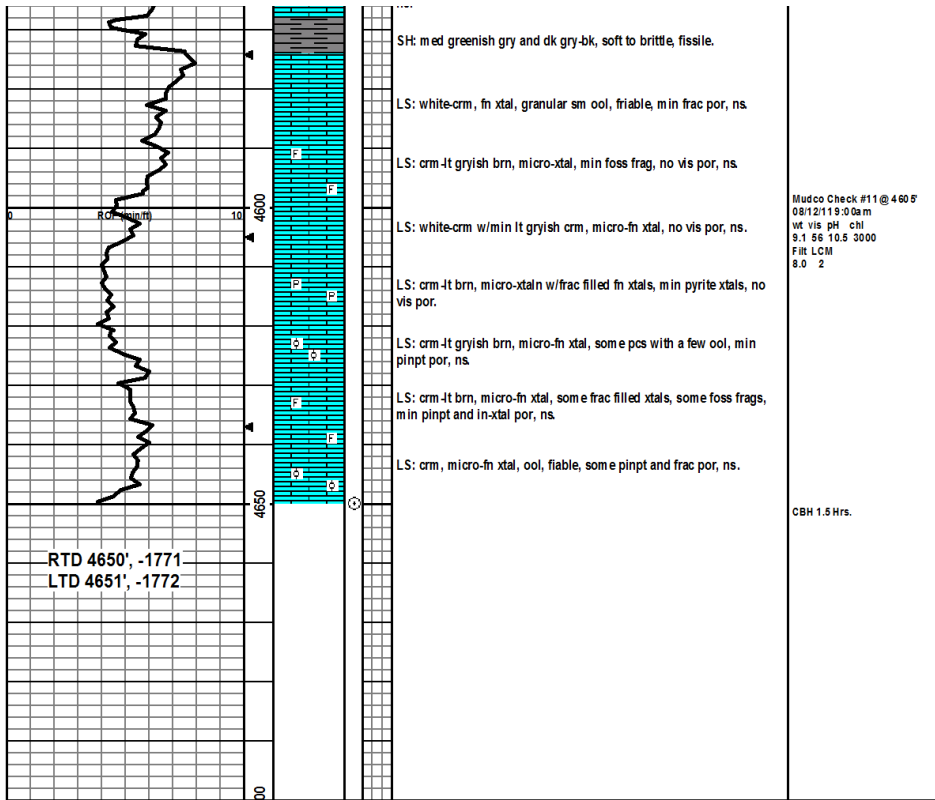 SH: med greenish gry and dk gry-bk, soft to brittle, fissile.
LS: white-crm, fn xtal, granular sm ool, friable, min frac por, ns.
F
LS: crm-lt gryish brn, micro-xtal, min foss frag, no vis por, ns.
F
0 ROP (min/ft) 10
4600
LS: white-crm w/min lt gryish crm, micro-fn xtal, no vis por, ns.
Mudco Check #11@ 4605'
08/12/11 9:00am
wt vis pH chl
9.1 56 10.5 3000
Filt LCM
8.0 2
P
P
LS: crm-lt brn, micro-xtaln w/frac filled fn xtals, min pyrite xtals, no
vis por.
LS: crm-lt gryish brn, micro-fn xtal, some pcs with a few ool, min
pinpt por, ns.
F
LS: crm-lt brn, micro-fn xtal, some frac filled xtals, some foss frags,
min pinpt and in-xtal por, ns.
F
LS: crm, micro-fn xtal, ool, fiable, some pinpt and frac por, ns.
4650
CBH 1.5 Hrs.
RTD 4650', -1771
LTD 4651', -1772
00